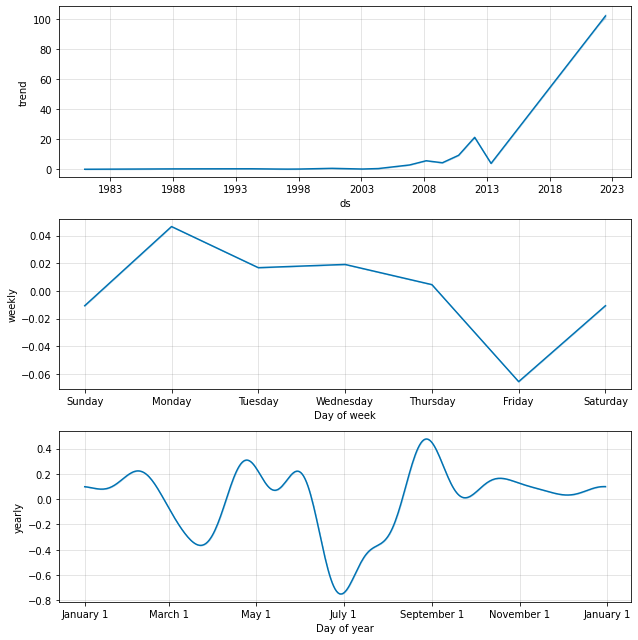 100
80
60
40
20
0
trend
1983 1988 1993 1998 2003 2008 2013 2018 2023
ds
0.04
0.02
0.00
−0.02
−0.04
−0.06
weekly
Sunday Monday Tuesday Wednesday Thursday Friday Saturday
Day of week
0.4
0.2
0.0
−0.2
−0.4
−0.6
−0.8
yearly
January 1 March 1 May 1 July 1 September 1 November 1 January 1
Day of year